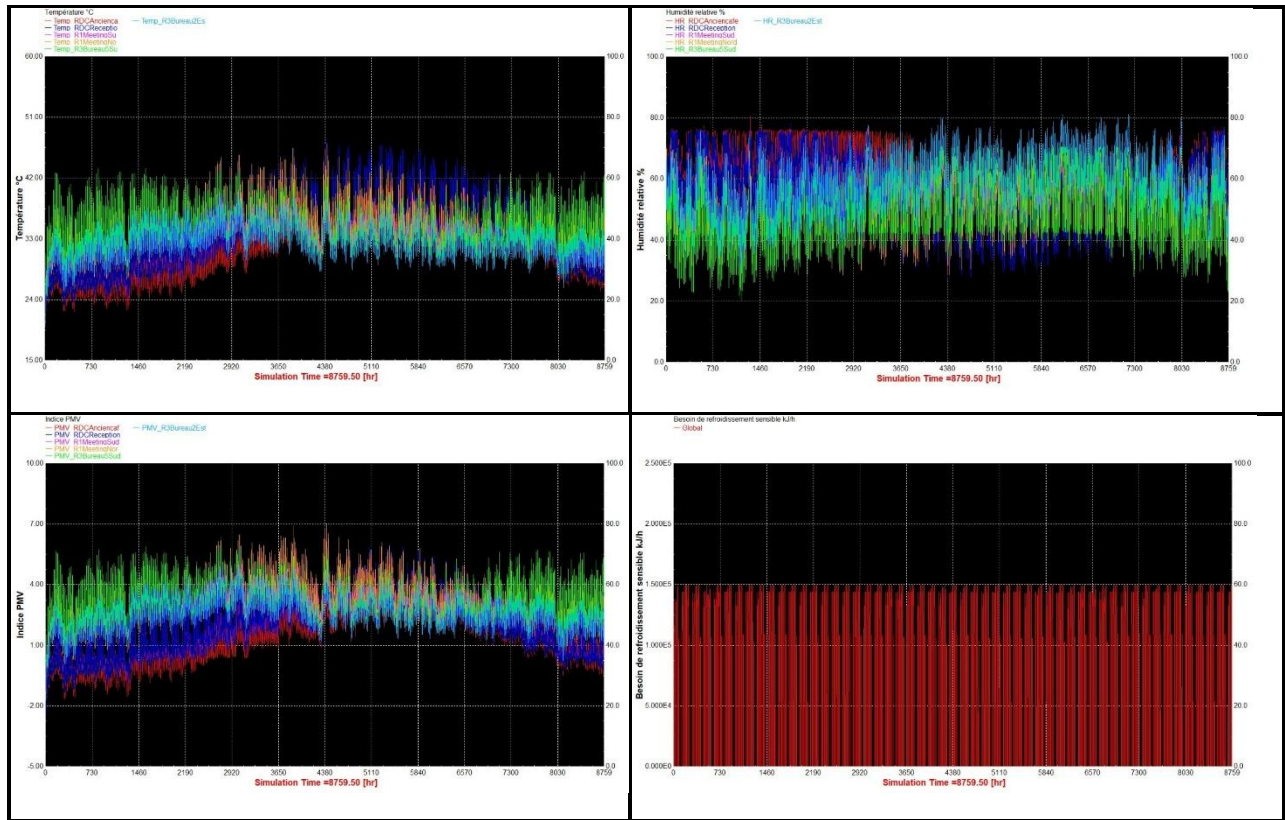 Température °C
Temp_RDCAncienca
Temp_R3Bureau2Es
Temp_RDCReceptio
Temp_R1MeetingSu
Temp_R1MeetingNo
Temp_R3Bureau5Su
60.00
51.00
42.00
33.00
24.00
15.00
Température °C
100.0
80.0
60.0
40.0
20.0
0.0
0 730 1460 2190 2920 3650 4380 5110 5840 6570 7300 8030 8759
Simulation Time =8759.50 [hr]
Humidité relative %
HR_RDCAnciencafe
HR_R3Bureau2Est
HR_RDCReception
HR_R1MeetingSud
HR_R1MeetingNord
HR_R3Bureau5Sud
100.0
80.0
60.0
40.0
20.0
0.0
Humidité relative %
100.0
80.0
60.0
40.0
20.0
0.0
0 730 1460 2190 2920 3650 4380 5110 5840 6570 7300 8030 8759
Simulation Time =8759.50 [hr]
Indice PMV
PMV_RDCAnciencaf
PMV_R3Bureau2Est
PMV_RDCReception
PMV_R1MeetingSud
PMV_R1MeetingNor
PMV_R3Bureau5Sud
10.00
7.00
4.00
1.00
-2.00
-5.00
Indice PMV
100.0
80.0
60.0
40.0
20.0
0.0
0 730 1460 2190 2920 3650 4380 5110 5840 6570 7300 8030 8759
Simulation Time =8759.50 [hr]
Besoin de refroidissement sensible kJ/h
Global
2.500E5
2.000E5
1.500E5
1.000E5
5.000E4
0.000E0
Besoin de refroidissement sensible kJ/h
100.0
80.0
60.0
40.0
20.0
0.0
0 730 1460 2190 2920 3650 4380 5110 5840 6570 7300 8030 8759
Simulation Time =8759.50 [hr]